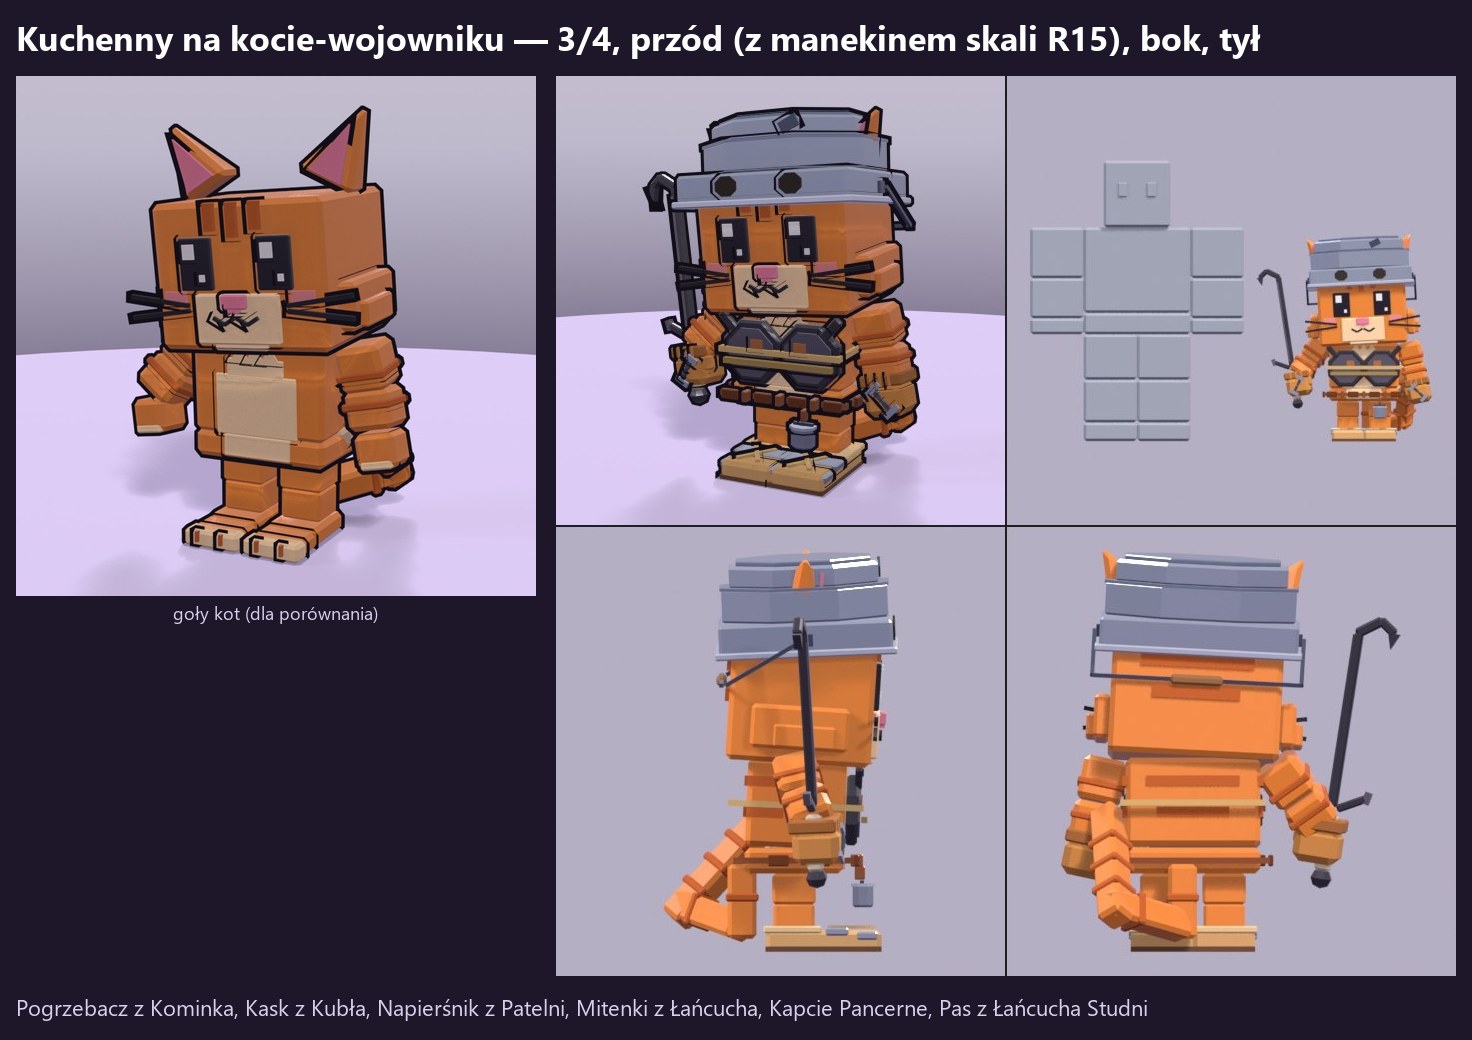 Kuchenny na kocie-wojowniku — 3/4, przód (z manekinem skali R15), bok, tył
goły kot (dla porównania)
Pogrzebacz z Kominka, Kask z Kubła, Napierśnik z Patelni, Mitenki z Łańcucha, Kapcie Pancerne, Pas z Łańcucha Studni